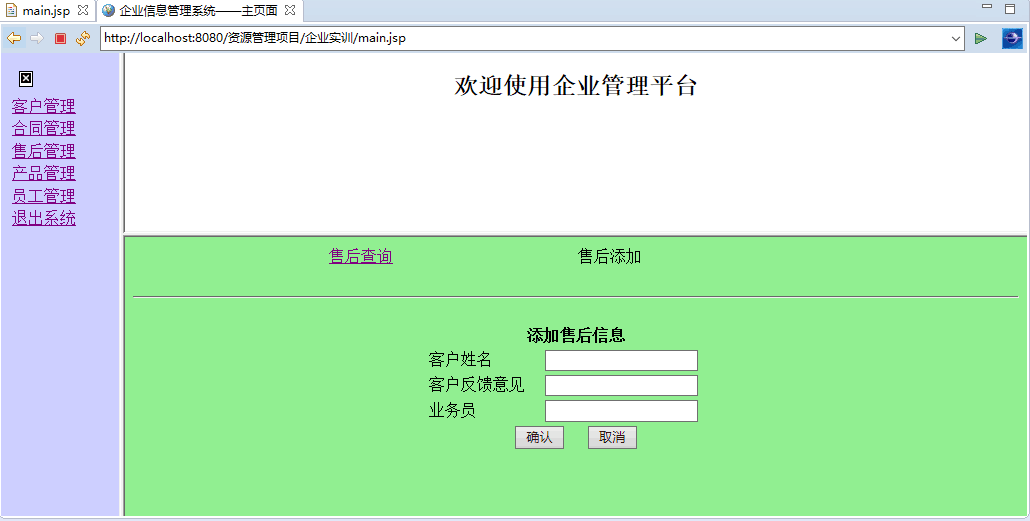 main.jsp
企业信息管理系统——主页面
http://localhost:8080/资源管理项目/企业实训/main.jsp
客户管理
合同管理
售后管理
产品管理
员工管理
退出系统
欢迎使用企业管理平台
售后查询 售后添加
添加售后信息
客户姓名
客户反馈意见
业务员
确认 取消